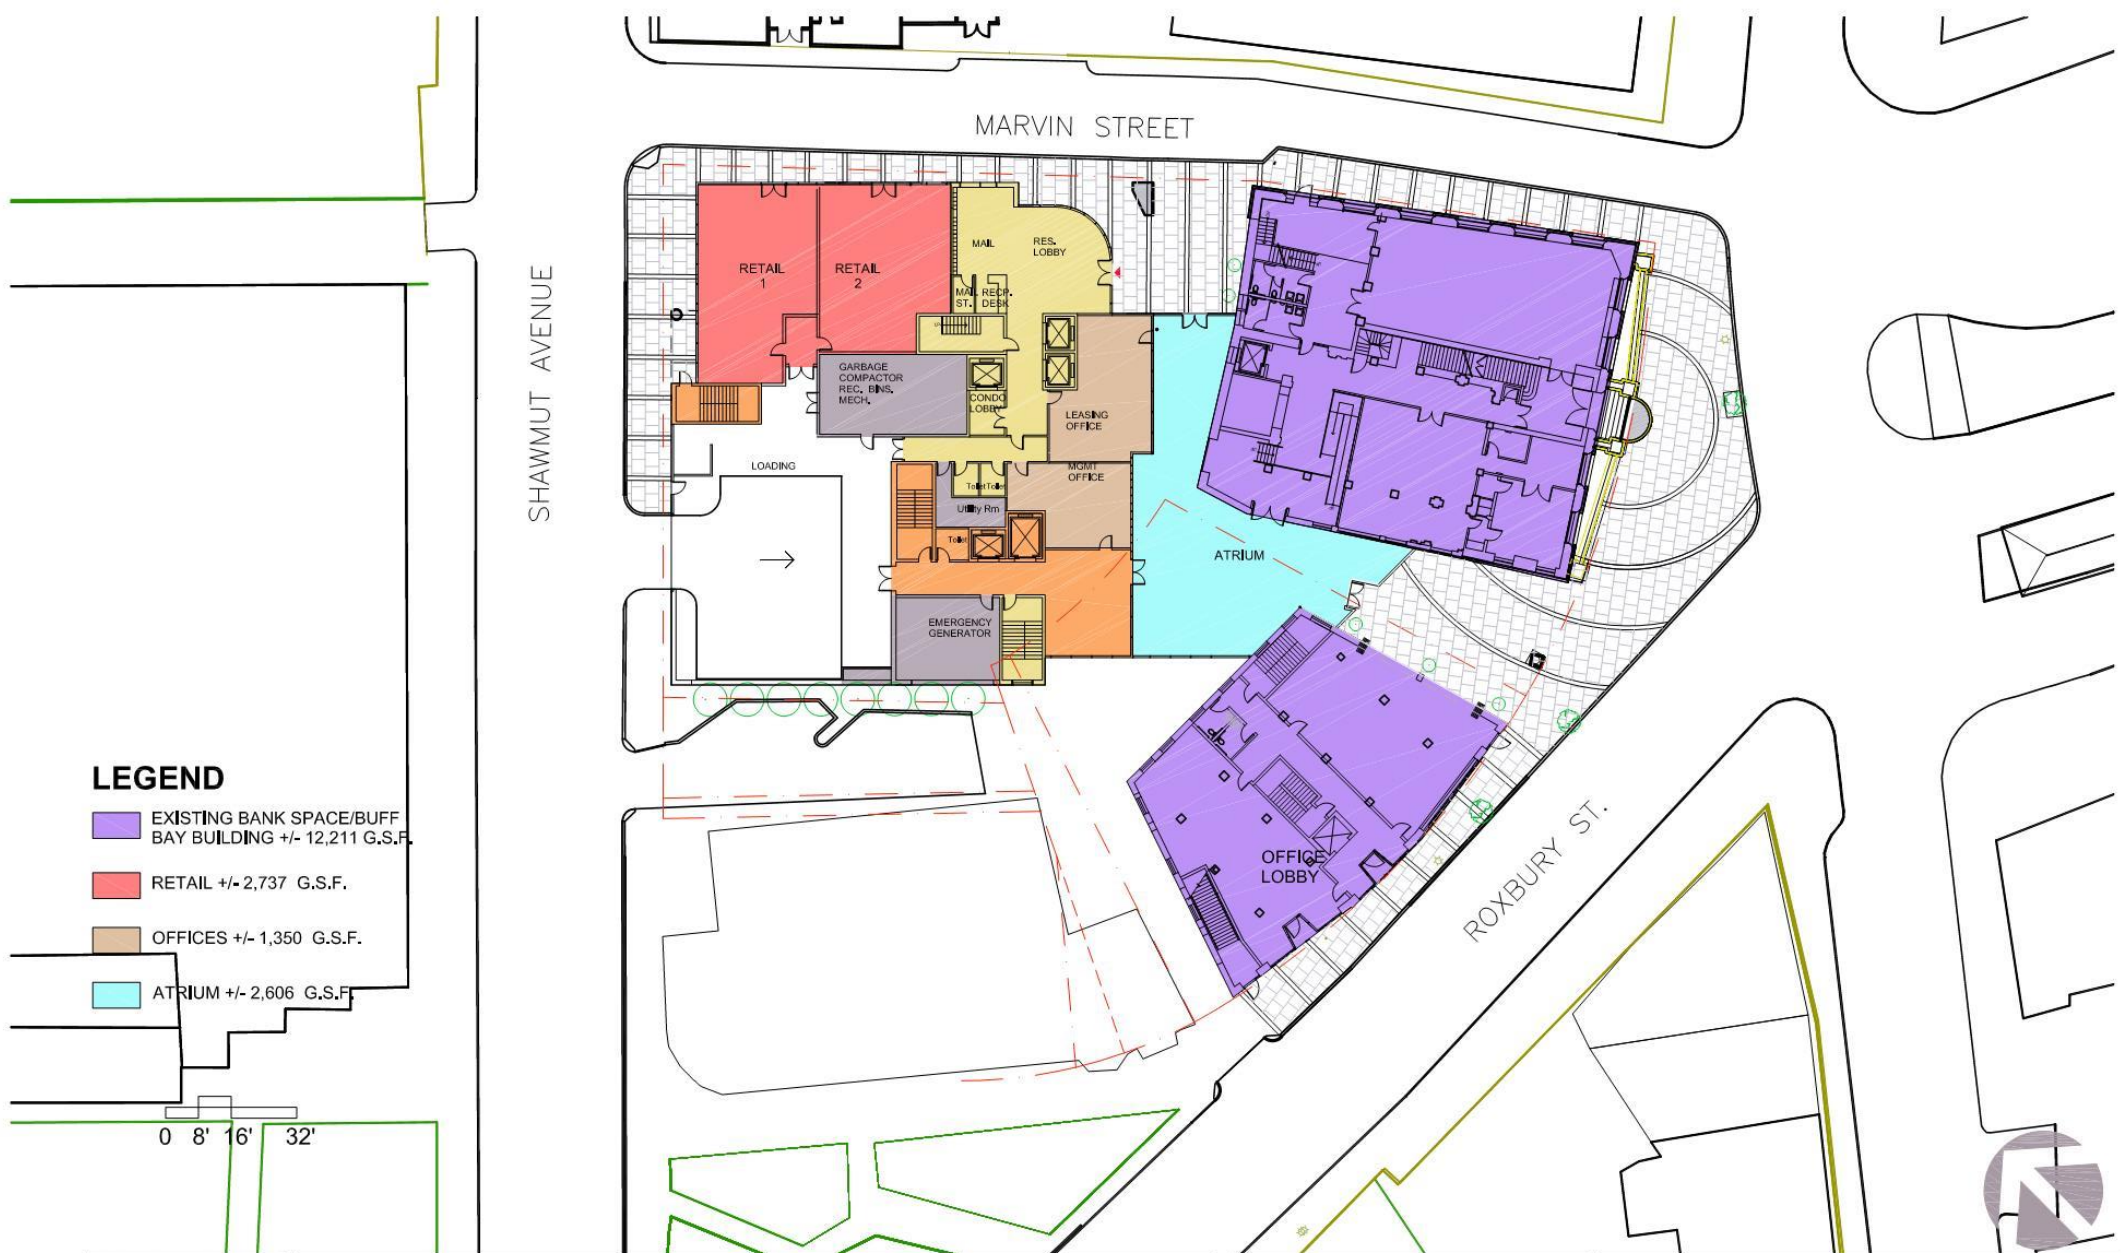 MARVIN STREET
SHAWMUT AVENUE
RETAIL
1
RETAIL
2
MAIL
RES.
LOBBY
MAIL
ST.
RECP.
DESK
GARBAGE
COMPACTOR
REC. BINS.
MECH.
CONDO
LOBBY
LEASING
OFFICE
LOADING
MGMT
OFFICE
Toilet
Toilet
Utility Rm
Toilet
ATRIUM
EMERGENCY
GENERATOR
OFFICE
LOBBY
ROXBURY ST.
LEGEND
EXISTING BANK SPACE/BUFF
BAY BUILDING +/- 12,211 G.S.F.
RETAIL +/- 2,737 G.S.F.
OFFICES +/- 1,350 G.S.F.
ATRIUM +/- 2,606 G.S.F.
0 8' 16' 32'